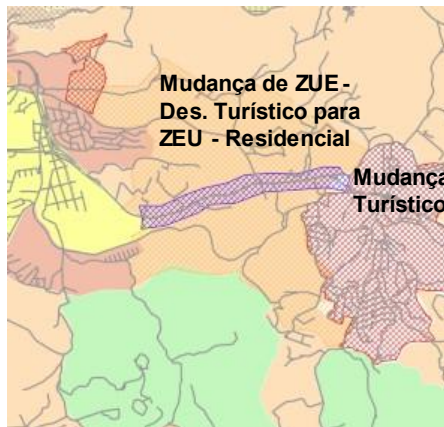 Mudança de ZUE -
Des. Turístico para
ZEU - Residencial
Mudança
Turístico